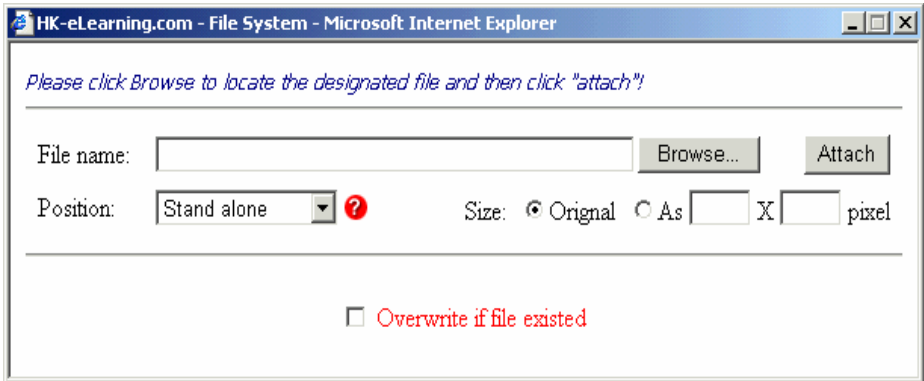 HK-eLearning.com - File System - Microsoft Internet Explorer
Please click Browse to locate the designated file and then click "attach"!
File name: Browse... Attach
Position: Stand alone ? Size: Orignal As X pixel
Overwrite if file existed